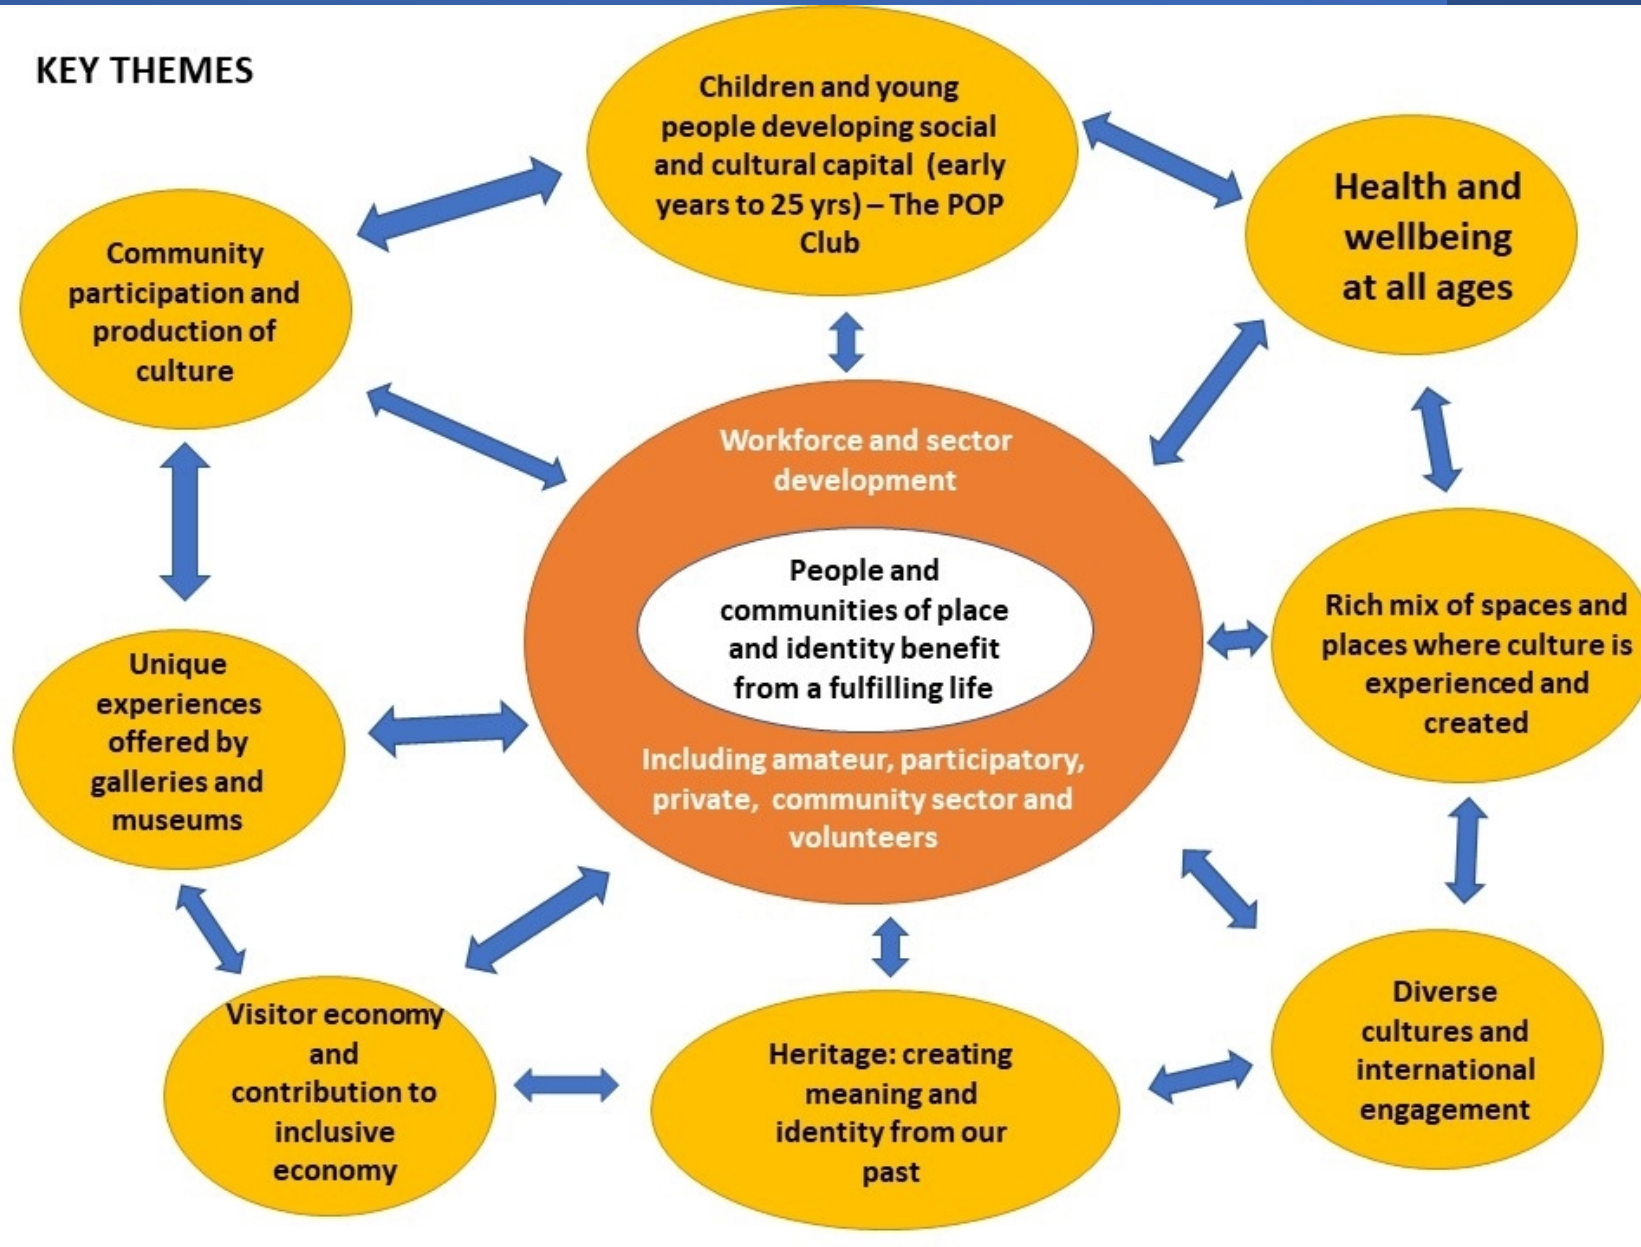 KEY THEMES
Children and young
people developing social
and cultural capital  (early
years to 25 yrs) – The POP
Club
Health and
wellbeing
at all ages
Community
participation and
production of
culture
Workforce and sector
development
People and
communities of place
and identity benefit
from a fulfilling life
Including amateur, participatory,
private,  community sector and
volunteers
Rich mix of spaces and
places where culture is
experienced and
created
Unique
experiences
offered by
galleries and
museums
Visitor economy
and
contribution to
inclusive
economy
Heritage: creating
meaning and
identity from our
past
Diverse
cultures and
international
engagement